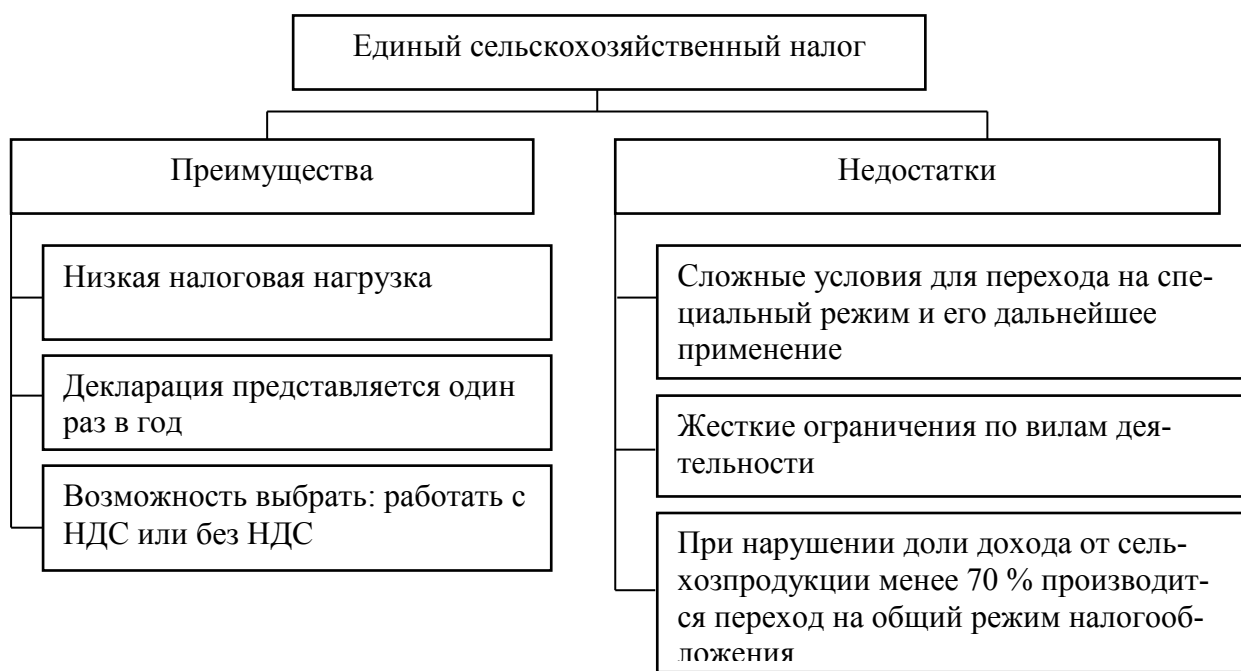 Единый сельскохозяйственный налог
Преимущества
Низкая налоговая нагрузка
Декларация представляется один
раз в год
Возможность выбрать: работать с
НДС или без НДС
Недостатки
Сложные условия для перехода на спе-
циальный режим и его дальнейшее
применение
Жесткие ограничения по вилам дея-
тельности
При нарушении доли дохода от сель-
хозпродукции менее 70 % производит-
ся переход на общий режим налогооб-
ложения